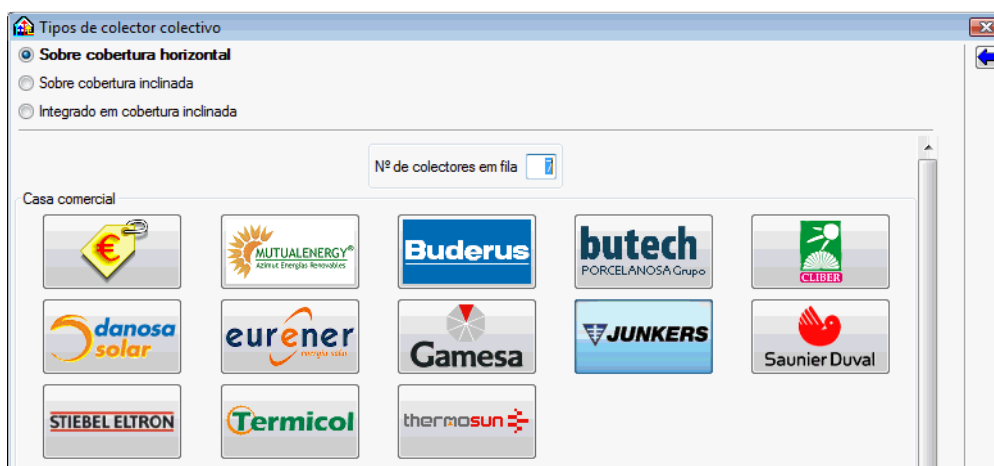 Tipos de colector colectivo
Sobre cobertura horizontal
Sobre cobertura inclinada
Integrado em cobertura inclinada
Nº de colectores em fila 7
Casa comercial
€
MUTUALENERGY®
Azimut Energías Renovables
Buderus
butech
PORCELANOSA Grupo
CLIBER
danosa
solar
eurener
energía solar
Gamesa
JUNKERS
Saunier Duval
STIEBEL ELTRON
Termicol
thermosun